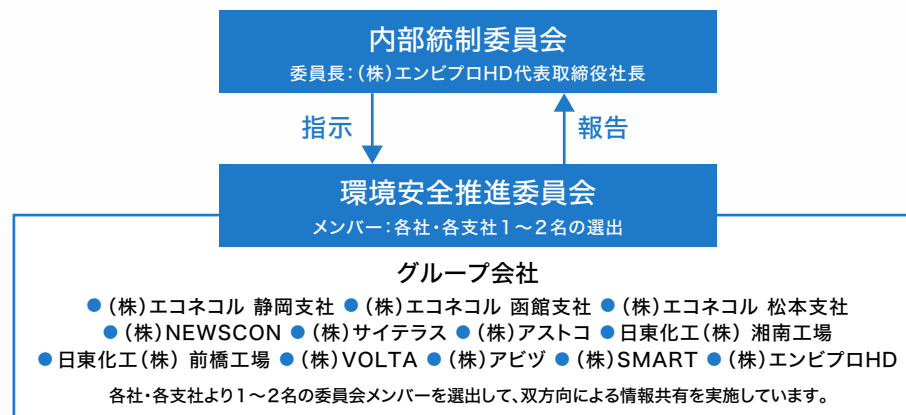 内部統制委員会
委員長：（株）エンビプロHD代表取締役社長
指示
報告
環境安全推進委員会
メンバー：各社・各支社1～2名の選出
グループ会社
●（株）エコネコル 静岡支社 ●（株）エコネコル 函館支社 ●（株）エコネコル 松本支社
●（株）NEWSCON ●（株）サイテラス ●（株）アストコ ●日東化工（株） 湘南工場
●日東化工（株） 前橋工場 ●（株）VOLTA ●（株）アビヅ ●（株）SMART ●（株）エンビプロHD
各社・各支社より1～2名の委員会メンバーを選出して、双方向による情報共有を実施しています。